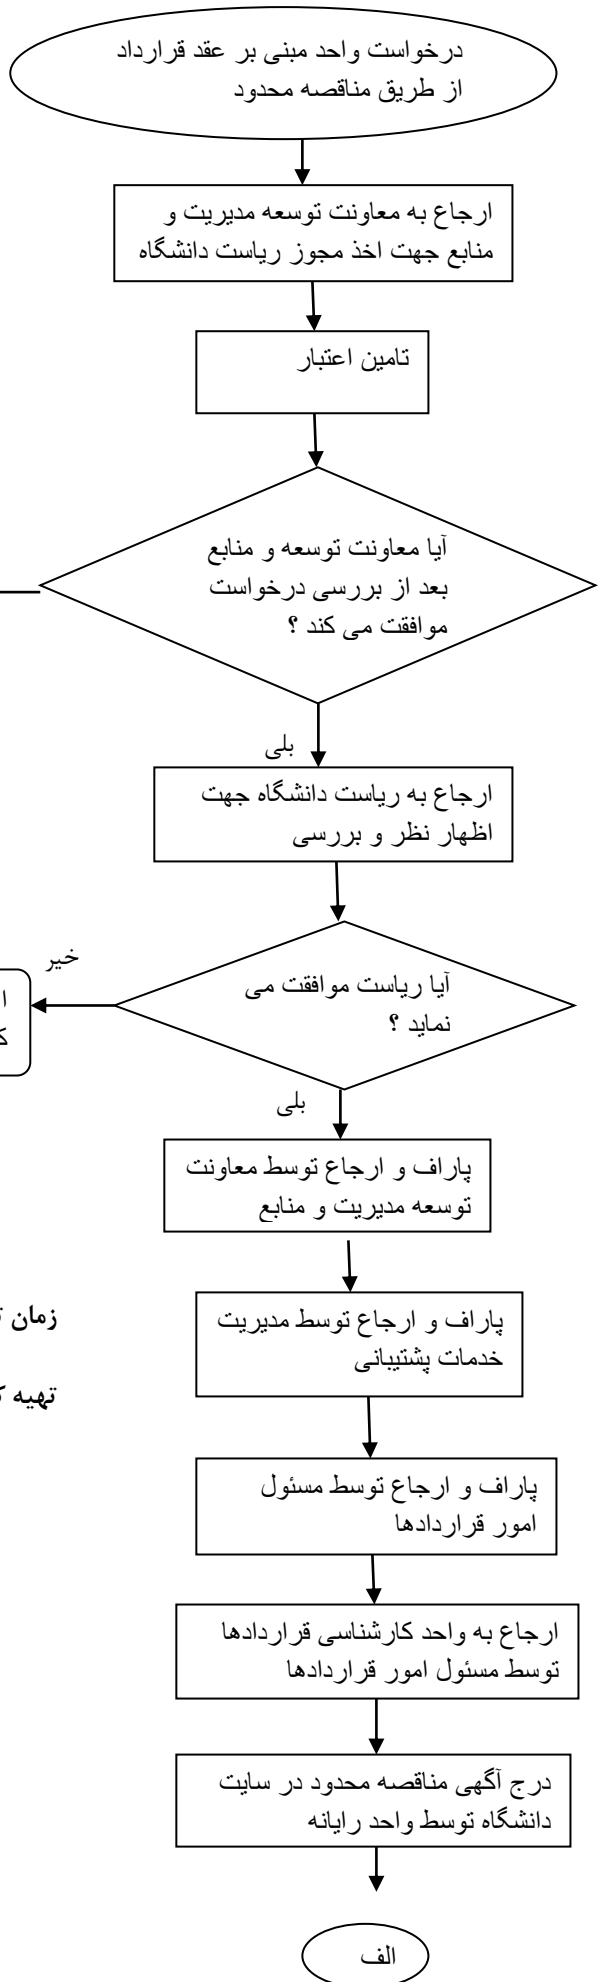 درخواست واحد مبنی بر عقد قرارداد
از طریق مناقصه محدود
ارجاع به معاونت توسعه مدیریت و
منابع جهت اخذ مجوز ریاست دانشگاه
تامین اعتبار
آیا معاونت توسعه و منابع
بعد از بررسی درخواست
موافقت می کند ؟
بلی
ارجاع به ریاست دانشگاه جهت
اظهار نظر و بررسی
خیر
آیا ریاست موافقت می
نماید ؟
بلی
پاراف و ارجاع توسط معاونت
توسعه مدیریت و منابع
زمان
پاراف و ارجاع توسط مدیریت
خدمات پشتیبانی
تهیه
پاراف و ارجاع توسط مسئول
امور قراردادها
ارجاع به واحد کارشناسی قراردادها
توسط مسئول امور قراردادها
درج آگهی مناقصه محدود در سایت
دانشگاه توسط واحد رایانه
الف